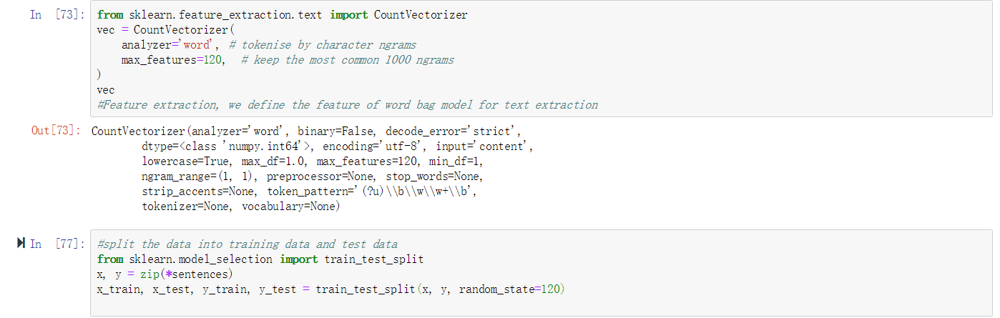 In [73]: from sklearn.feature_extraction.text import CountVectorizer
vec = CountVectorizer(
    analyzer='word', # tokenise by character ngrams
    max_features=120,  # keep the most common 1000 ngrams
)
vec
#Feature extraction, we define the feature of word bag model for text extraction
Out[73]: CountVectorizer(analyzer='word', binary=False, decode_error='strict',
        dtype=<class 'numpy.int64'>, encoding='utf-8', input='content',
        lowercase=True, max_df=1.0, max_features=120, min_df=1,
        ngram_range=(1, 1), preprocessor=None, stop_words=None,
        strip_accents=None, token_pattern='(?u)\\b\\w\\w+\\b',
        tokenizer=None, vocabulary=None)
In [77]: #split the data into training data and test data
from sklearn.model_selection import train_test_split
x, y = zip(*sentences)
x_train, x_test, y_train, y_test = train_test_split(x, y, random_state=120)